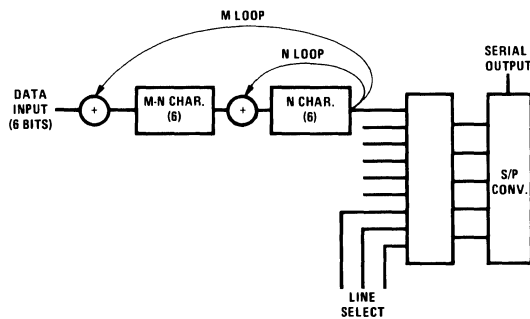 M LOOP
N LOOP
SERIAL
OUTPUT
DATA
INPUT
(6 BITS)
+
M-N CHAR.
(6)
+
N CHAR.
(6)
S/P
CONV.
LINE
SELECT